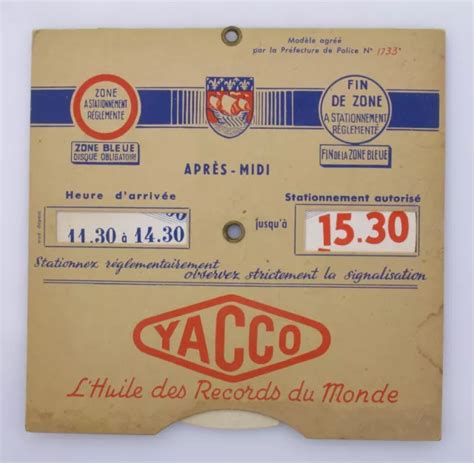 Modèle agréé
par la Préfecture de Police N° 1733
ZONE
A STATIONNEMENT
RÉGLEMENTÉ
ZONE BLEUE
DISQUE OBLIGATOIRE
FIN
DE ZONE
A STATIONNEMENT
RÉGLEMENTÉ
FIN DE LA ZONE BLEUE
APRÈS-MIDI
Heure d'arrivée
Stationnement autorisé
11.30 à 14.30
jusqu'à
15.30
Stationnez réglementairement
observez strictement la signalisation
YACCO
L'Huile des Records du Monde